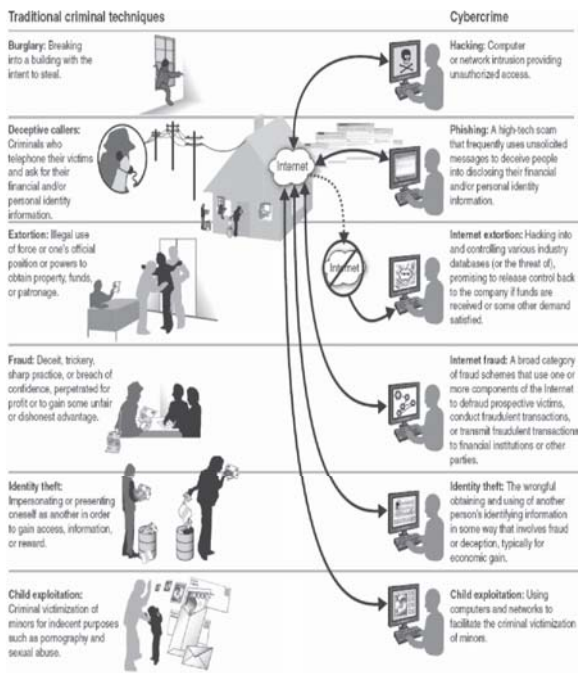 Traditional criminal techniques
Cybercrime
Burglary: Breaking
into a building with the
intent to steal.
Hacking: Computer
or network intrusion providing
unauthorized access.
Deceptive callers:
Criminals who
telephone their victims
and ask for their
financial and/or
personal identity
information.
Internet
Phishing: A high-tech scam
that frequently uses unsolicited
messages to deceive people
into disclosing their financial
and/or personal identity
information.
Extortion: Illegal use
of force or one's official
position or powers to
obtain property, funds,
or patronage.
Internet
Internet extortion: Hacking into
and controlling various industry
databases (or the threat of),
promising to release control back
to the company if funds are
received or some other demand
satisfied.
Fraud: Deceit, trickery,
sharp practice, or breach of
confidence, perpetrated for
profit or to gain some unfair
or dishonest advantage.
Internet fraud: A broad category
of fraud schemes that use one or
more components of the Internet
to defraud prospective victims,
conduct fraudulent transactions,
or transmit fraudulent transactions
to financial institutions or other
parties.
Identity theft:
Impersonating or presenting
oneself as another in order
to gain access, information,
or reward.
Identity theft: The wrongful
obtaining and using of another
person's identifying information
in some way that involves fraud
or deception, typically for
economic gain.
Child exploitation:
Criminal victimization of
minors for indecent purposes
such as pornography and
sexual abuse.
Child exploitation: Using
computers and networks to
facilitate the criminal victimization
of minors.